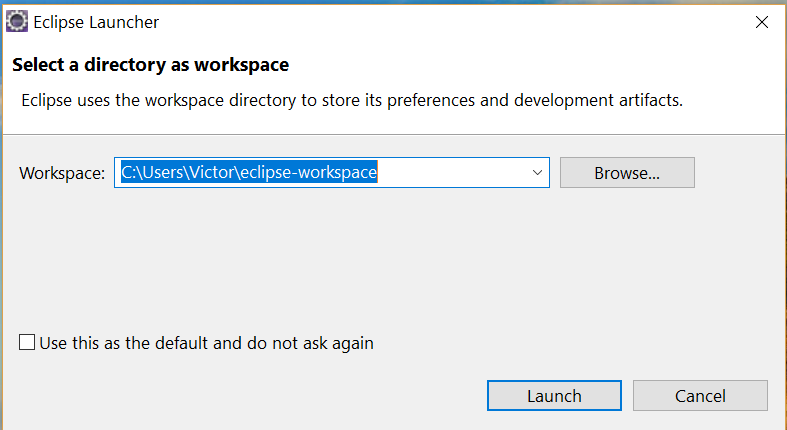 Eclipse Launcher
Select a directory as workspace
Eclipse uses the workspace directory to store its preferences and development artifacts.
Workspace: C:\Users\Victor\eclipse-workspace Browse...
Use this as the default and do not ask again
Launch Cancel